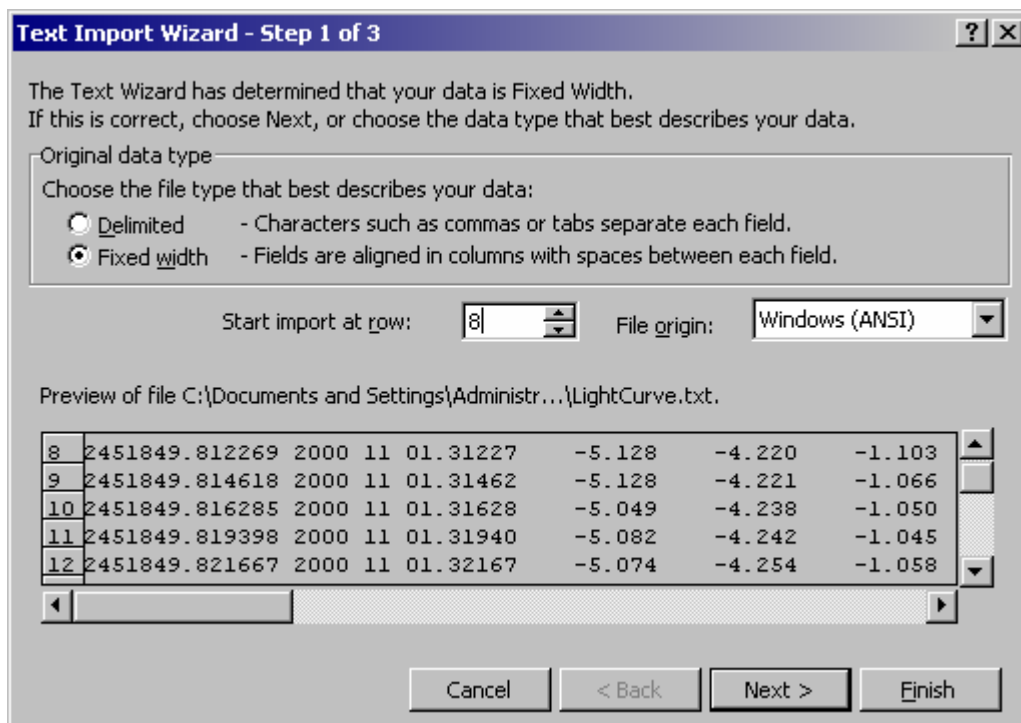 Text Import Wizard - Step 1 of 3
The Text Wizard has determined that your data is Fixed Width.
If this is correct, choose Next, or choose the data type that best describes your data.
Original data type
Choose the file type that best describes your data:
Delimited - Characters such as commas or tabs separate each field.
Fixed width - Fields are aligned in columns with spaces between each field.
Start import at row: 8 File origin: Windows (ANSI)
Preview of file C:\Documents and Settings\Administr...\LightCurve.txt.
8 2451849.812269 2000 11 01.31227 -5.128 -4.220 -1.103
9 2451849.814618 2000 11 01.31462 -5.128 -4.221 -1.066
10 2451849.816285 2000 11 01.31628 -5.049 -4.238 -1.050
11 2451849.819398 2000 11 01.31940 -5.082 -4.242 -1.045
12 2451849.821667 2000 11 01.32167 -5.074 -4.254 -1.058
Cancel < Back Next > Finish